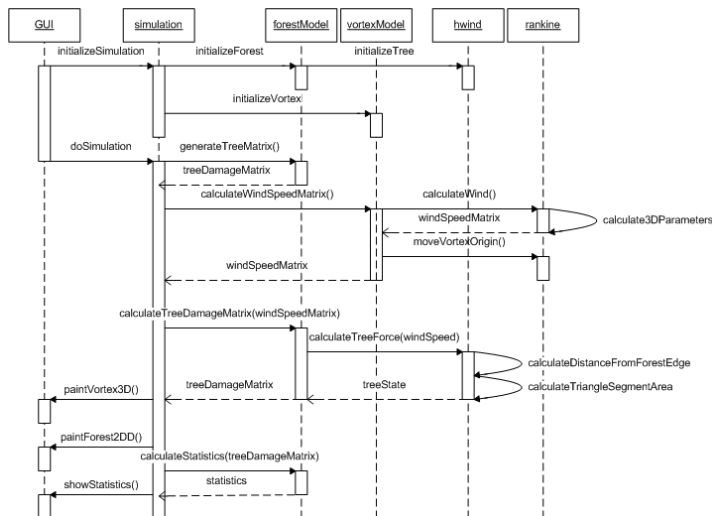 GUI simulation forestModel vortexModel hwind rankine
initializeSimulation initializeForest initializeTree
initializeVortex
doSimulation generateTreeMatrix()
treeDamageMatrix
calculateWindSpeedMatrix() calculateWind()
windSpeedMatrix calculate3DParameters
moveVortexOrigin()
windSpeedMatrix
calculateTreeDamageMatrix(windSpeedMatrix)
calculateTreeForce(windSpeed)
calculateDistanceFromForestEdge
paintVortex3D() treeDamageMatrix treeState calculateTriangleSegmentArea
paintForest2DD()
calculateStatistics(treeDamageMatrix)
showStatistics() statistics